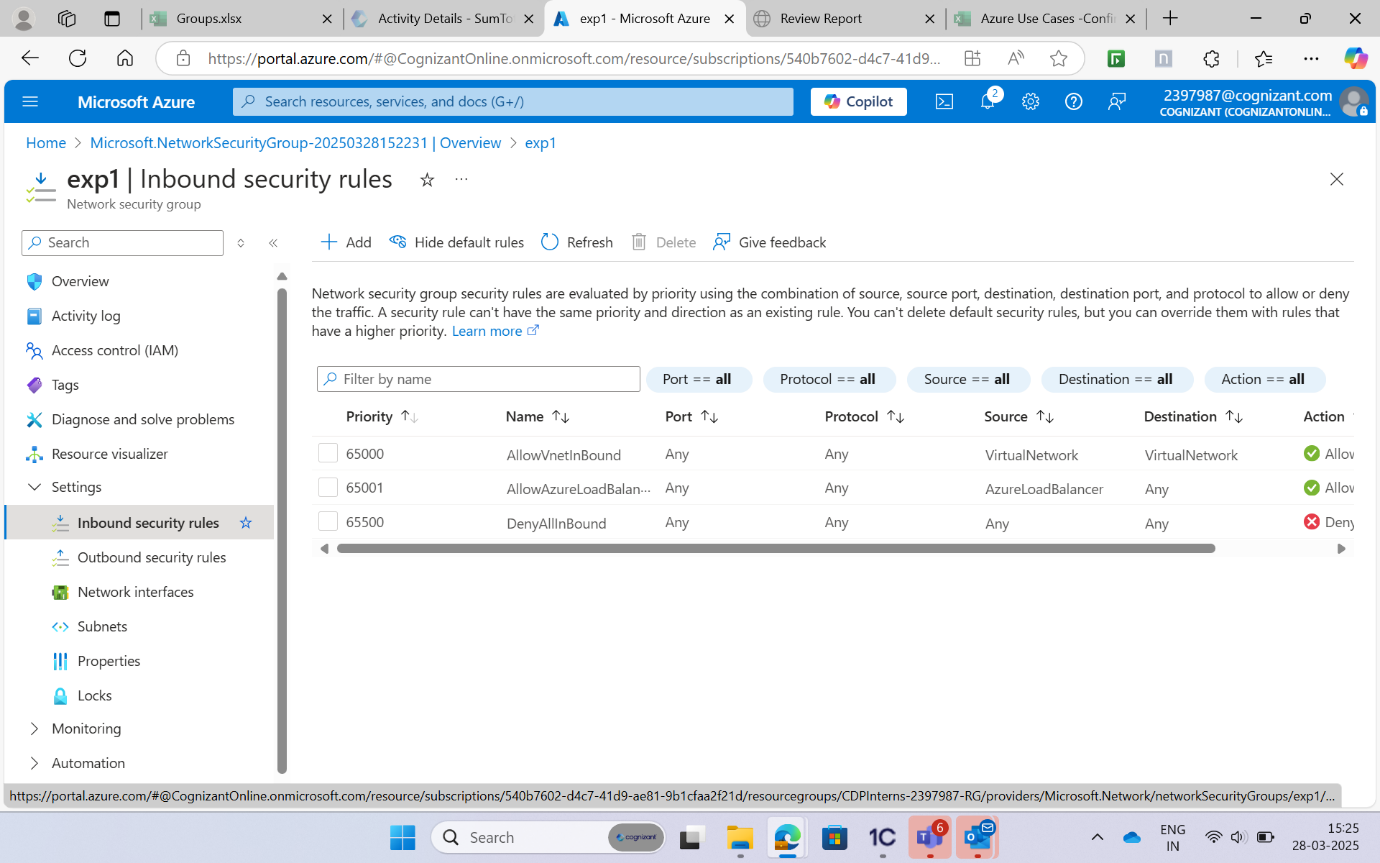 Groups.xlsx
Activity Details - SumTo
exp1 - Microsoft Azure
Review Report
Azure Use Cases -Confi
https://portal.azure.com/#@CognizantOnline.onmicrosoft.com/resource/subscriptions/540b7602-d4c7-41d9...
Microsoft Azure
Search resources, services, and docs (G+/)
Copilot
2
2397987@cognizant.com
COGNIZANT (COGNIZANTONLIN...
Home > Microsoft.NetworkSecurityGroup-20250328152231 | Overview > exp1
exp1 | Inbound security rules
Network security group
Search
Add
Hide default rules
Refresh
Delete
Give feedback
Overview
Activity log
Access control (IAM)
Tags
Diagnose and solve problems
Resource visualizer
Settings
Inbound security rules
Outbound security rules
Network interfaces
Subnets
Properties
Locks
Monitoring
Automation
Network security group security rules are evaluated by priority using the combination of source, source port, destination, destination port, and protocol to allow or deny
the traffic. A security rule can't have the same priority and direction as an existing rule. You can't delete default security rules, but you can override them with rules that
have a higher priority. Learn more
Filter by name
Port == all
Protocol == all
Source == all
Destination == all
Action == all
Priority Name Port Protocol Source Destination Action
65000 AllowVnetInBound Any Any VirtualNetwork VirtualNetwork Allow
65001 AllowAzureLoadBalan... Any Any AzureLoadBalancer Any Allow
65500 DenyAllInBound Any Any Any Any Deny
https://portal.azure.com/#@CognizantOnline.onmicrosoft.com/resource/subscriptions/540b7602-d4c7-41d9-ae81-9b1cfaa2f21d/resourcegroups/CDPInterns-2397987-RG/providers/Microsoft.Network/networkSecurityGroups/exp1/...
Search
cognizant
1C
6
ENG
IN
15:25
28-03-2025